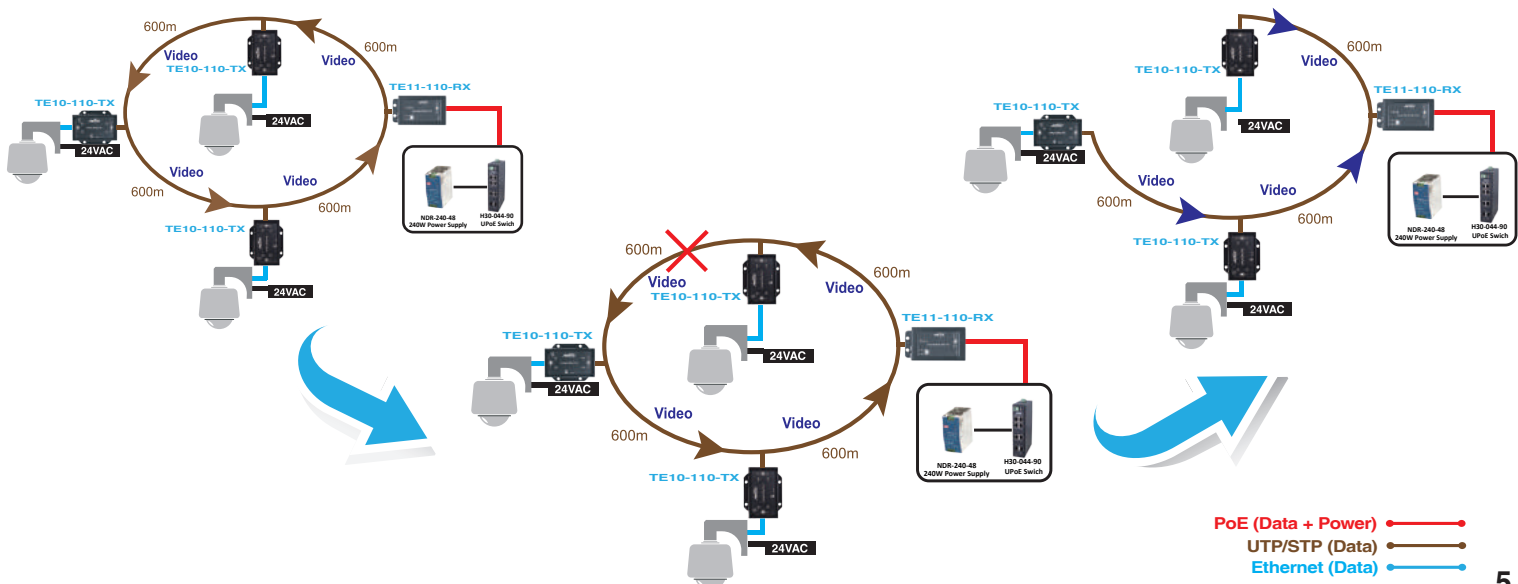 600m
600m
Video
Video
TE10-110-TX
TE11-110-RX
TE10-110-TX
24VAC
24VAC
Video
Video
600m
600m
NDR-240-48
240W Power Supply
H30-044-90
UPoE Swich
TE10-110-TX
24VAC
600m
600m
Video
Video
TE10-110-TX
TE11-110-RX
TE10-110-TX
24VAC
24VAC
Video
Video
600m
600m
NDR-240-48
240W Power Supply
H30-044-90
UPoE Swich
TE10-110-TX
24VAC
600m
Video
TE10-110-TX
TE11-110-RX
TE10-110-TX
24VAC
24VAC
Video
Video
600m
600m
NDR-240-48
240W Power Supply
H30-044-90
UPoE Swich
TE10-110-TX
24VAC
PoE (Data + Power)
UTP/STP (Data)
Ethernet (Data)
5